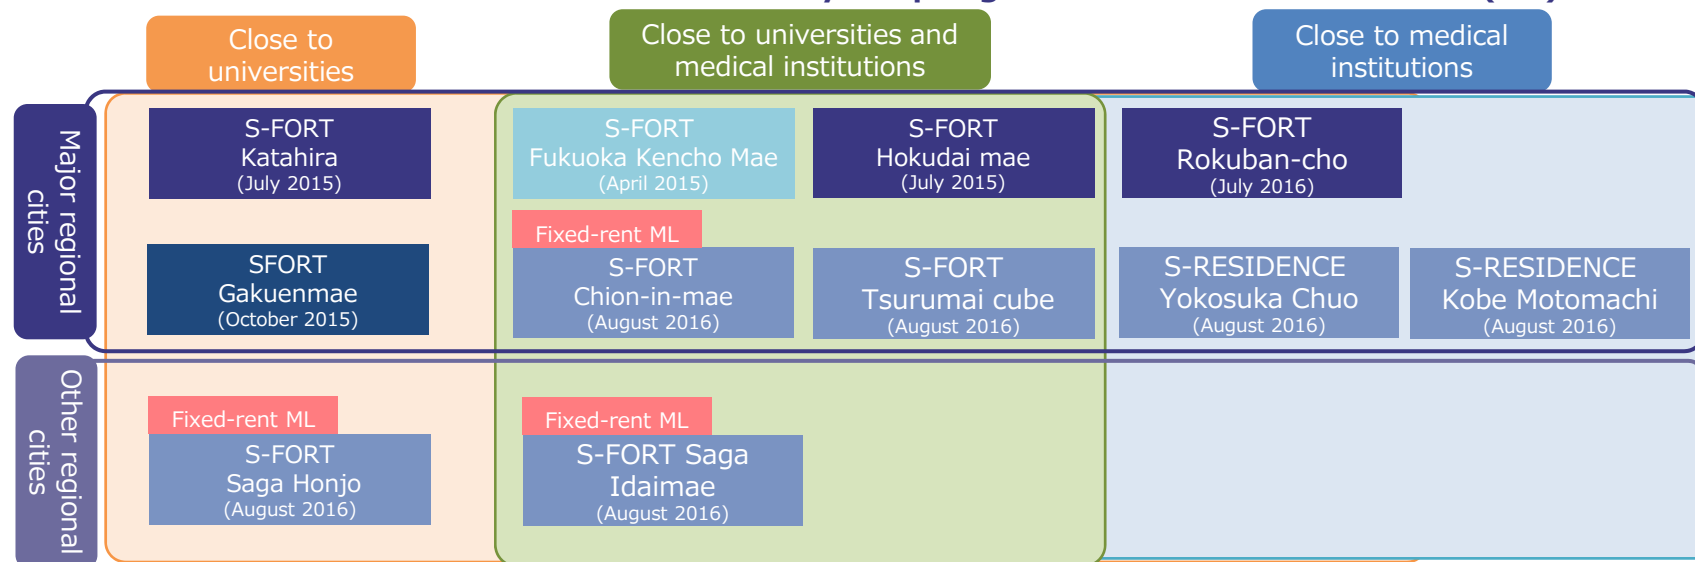 Close to
universities
Close to universities and
medical institutions
Close to medical
institutions
Major regional
cities
S-FORT
Katahira
(July 2015)
S-FORT
Fukuoka Kencho Mae
(April 2015)
S-FORT
Hokudai mae
(July 2015)
S-FORT
Rokuban-cho
(July 2016)
SFORT
Gakuenmae
(October 2015)
Fixed-rent ML
S-FORT
Chion-in-mae
(August 2016)
S-FORT
Tsurumai cube
(August 2016)
S-RESIDENCE
Yokosuka Chuo
(August 2016)
S-RESIDENCE
Kobe Motomachi
(August 2016)
Other regional
cities
Fixed-rent ML
S-FORT
Saga Honjo
(August 2016)
Fixed-rent ML
S-FORT Saga
Idaimae
(August 2016)